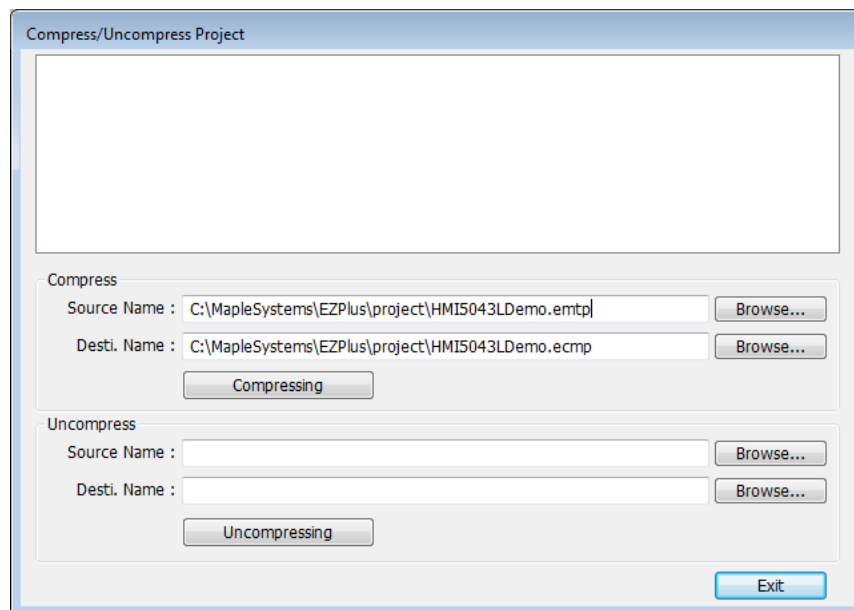 Compress/Uncompress Project
Compress
Source Name : C:\MapleSystems\EZPlus\project\HMI5043LDemo.emtp Browse...
Desti. Name : C:\MapleSystems\EZPlus\project\HMI5043LDemo.ecmp Browse...
Compressing
Uncompress
Source Name : Browse...
Desti. Name : Browse...
Uncompressing
Exit